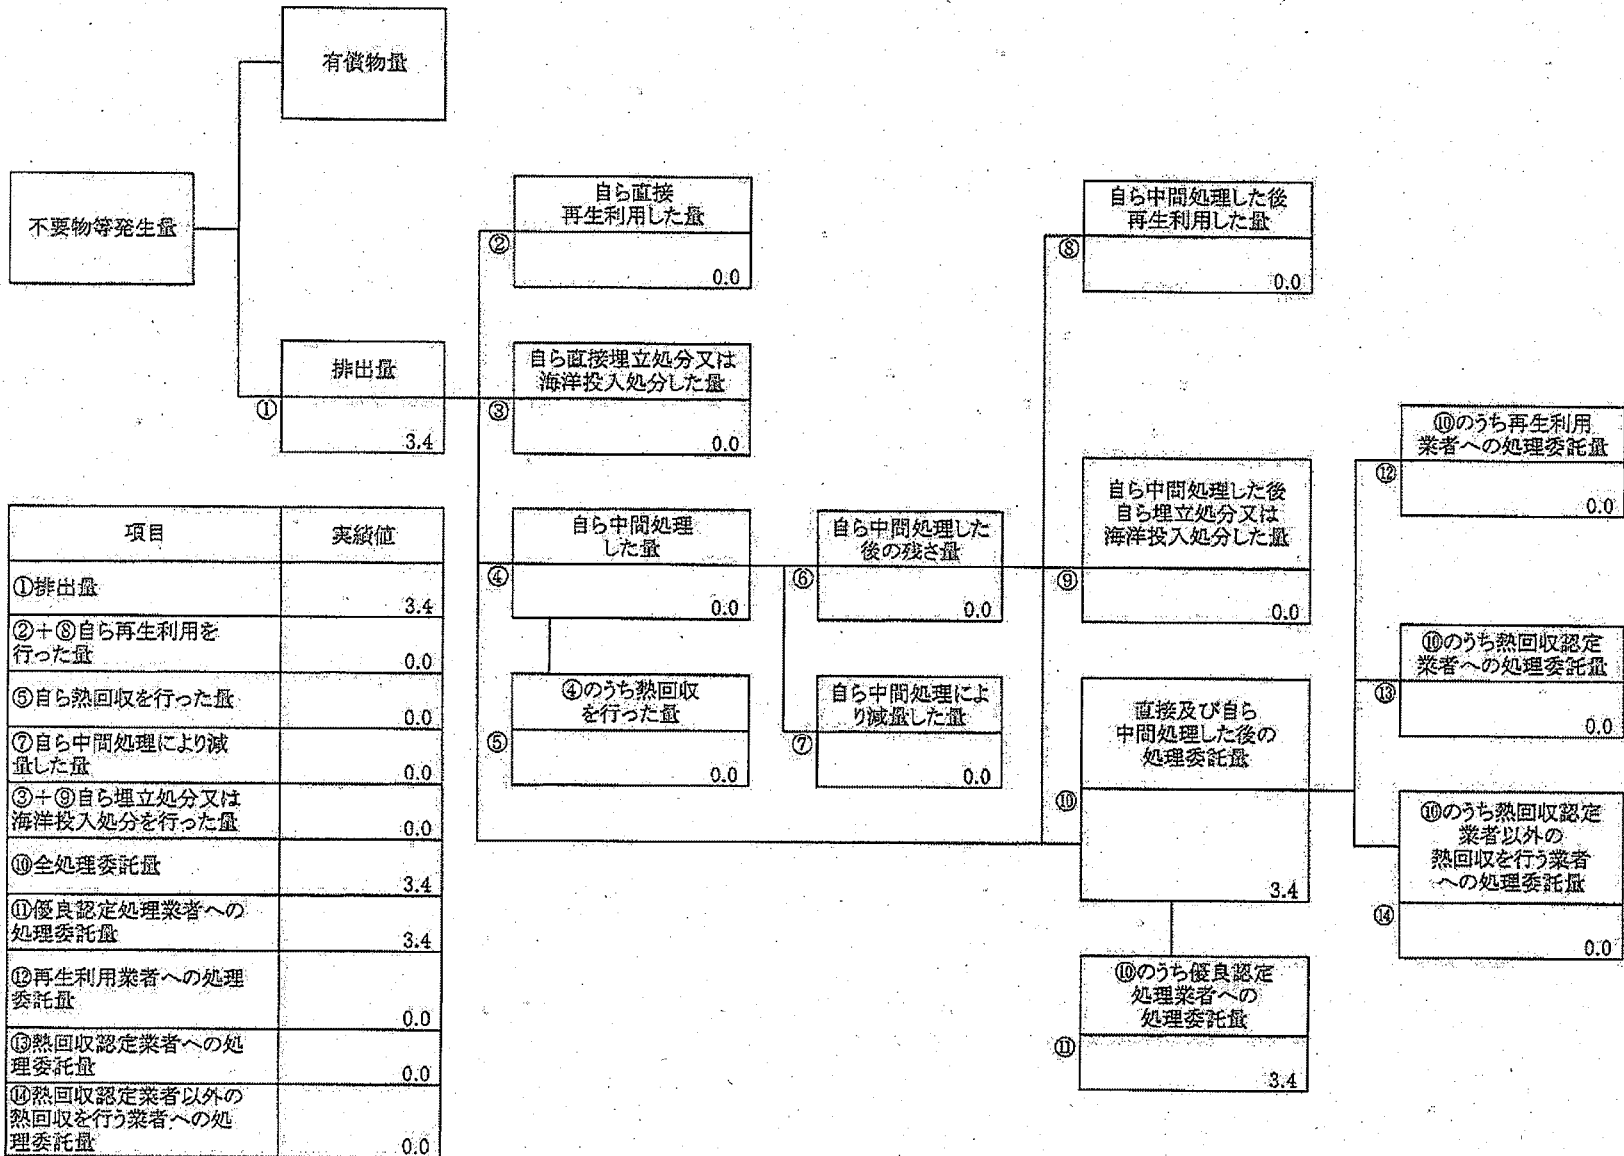 有償物量
不要物等発生量
自ら直接
再生利用した量
②
0.0
自ら中間処理した後
再生利用した量
⑧
0.0
排出量
①
3.4
自ら直接埋立処分又は
海洋投入処分した量
③
0.0
⑩のうち再生利用
業者への処理委託量
⑫
0.0
自ら中間処理した後
自ら埋立処分又は
海洋投入処分した量
⑨
0.0
自ら中間処理
した量
④
0.0
自ら中間処理した
後の残さ量
⑥
0.0
⑩のうち熱回収認定
業者への処理委託量
⑬
0.0
④のうち熱回収
を行った量
⑤
0.0
自ら中間処理によ
り減量した量
⑦
0.0
直接及び自ら
中間処理した後の
処理委託量
⑩
3.4
⑩のうち熱回収認定
業者以外の
熱回収を行う業者
への処理委託量
⑭
0.0
⑩のうち優良認定
処理業者への
処理委託量
⑪
3.4
項目 実績値
①排出量
3.4
②+⑧自ら再生利用を
行った量
0.0
⑤自ら熱回収を行った量
0.0
⑦自ら中間処理により減
量した量
0.0
③+⑨自ら埋立処分又は
海洋投入処分を行った量
0.0
⑩全処理委託量
3.4
⑪優良認定処理業者への
処理委託量
3.4
⑫再生利用業者への処理
委託量
0.0
⑬熱回収認定業者への処
理委託量
0.0
⑭熱回収認定業者以外の
熱回収を行う業者への処
理委託量
0.0